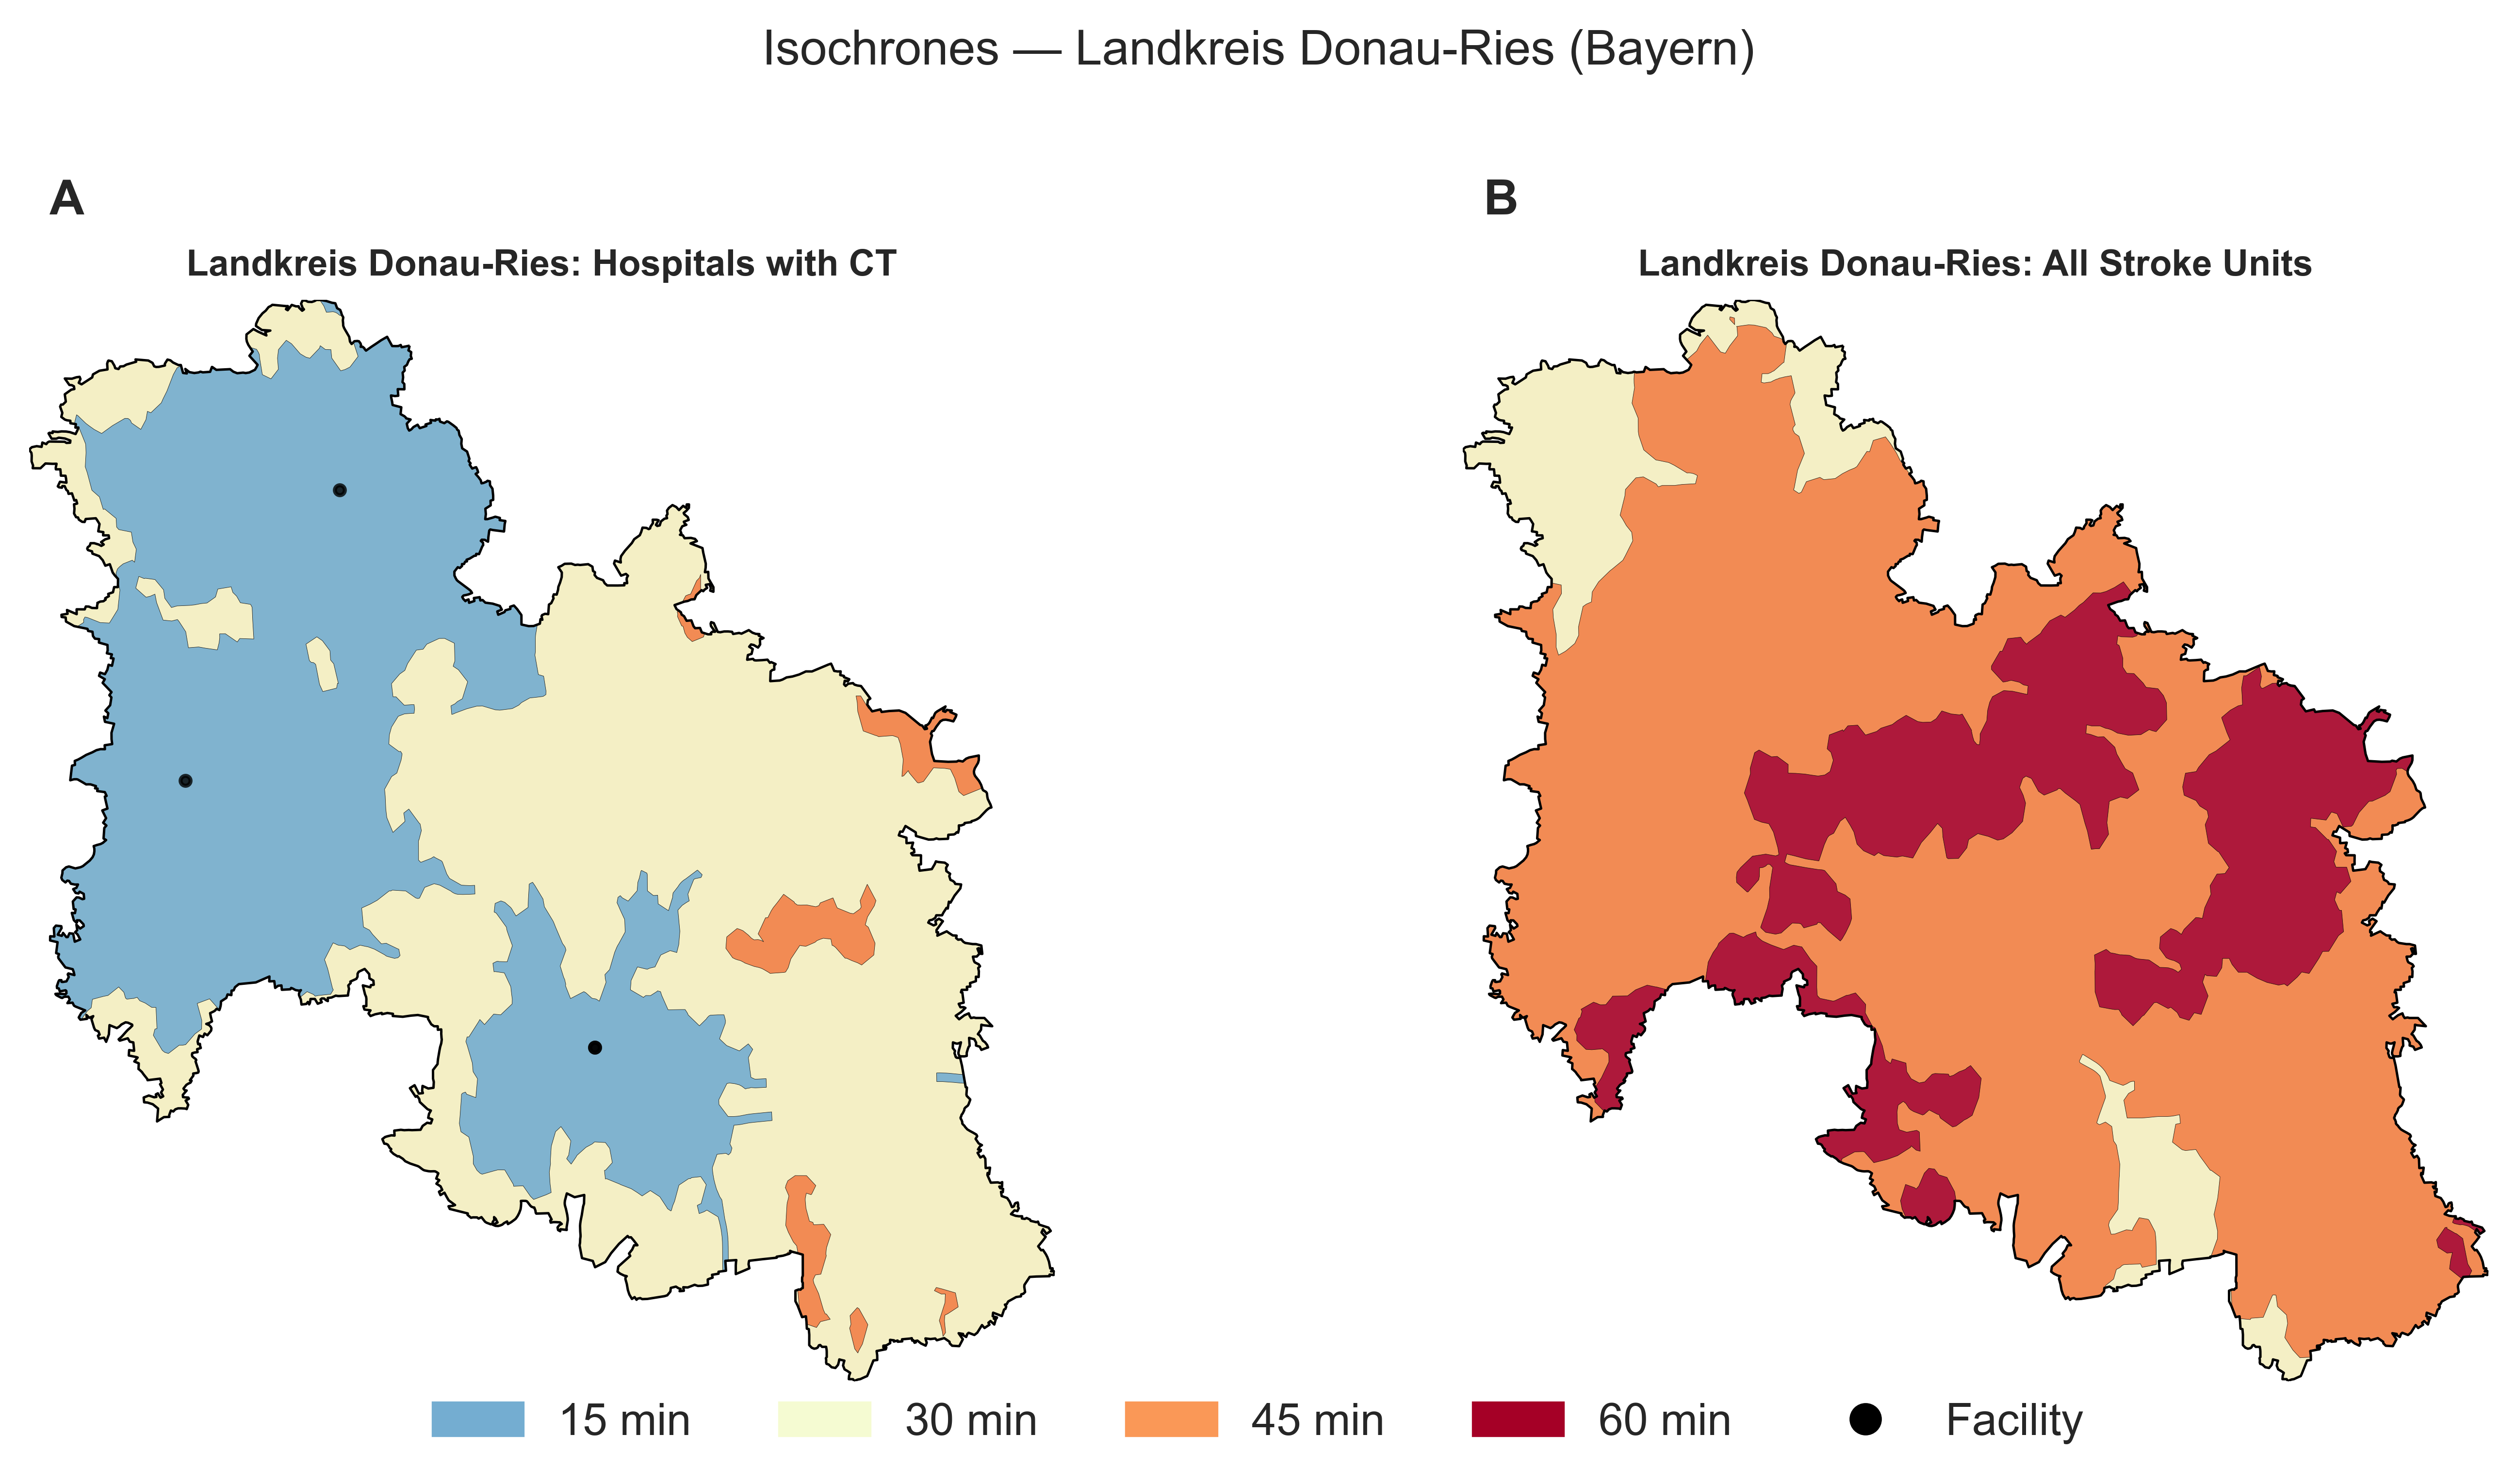 Isochrones — Landkreis Donau-Ries (Bayern)
A
B
Landkreis Donau-Ries: Hospitals with CT
Landkreis Donau-Ries: All Stroke Units
15 min
30 min
45 min
60 min
Facility